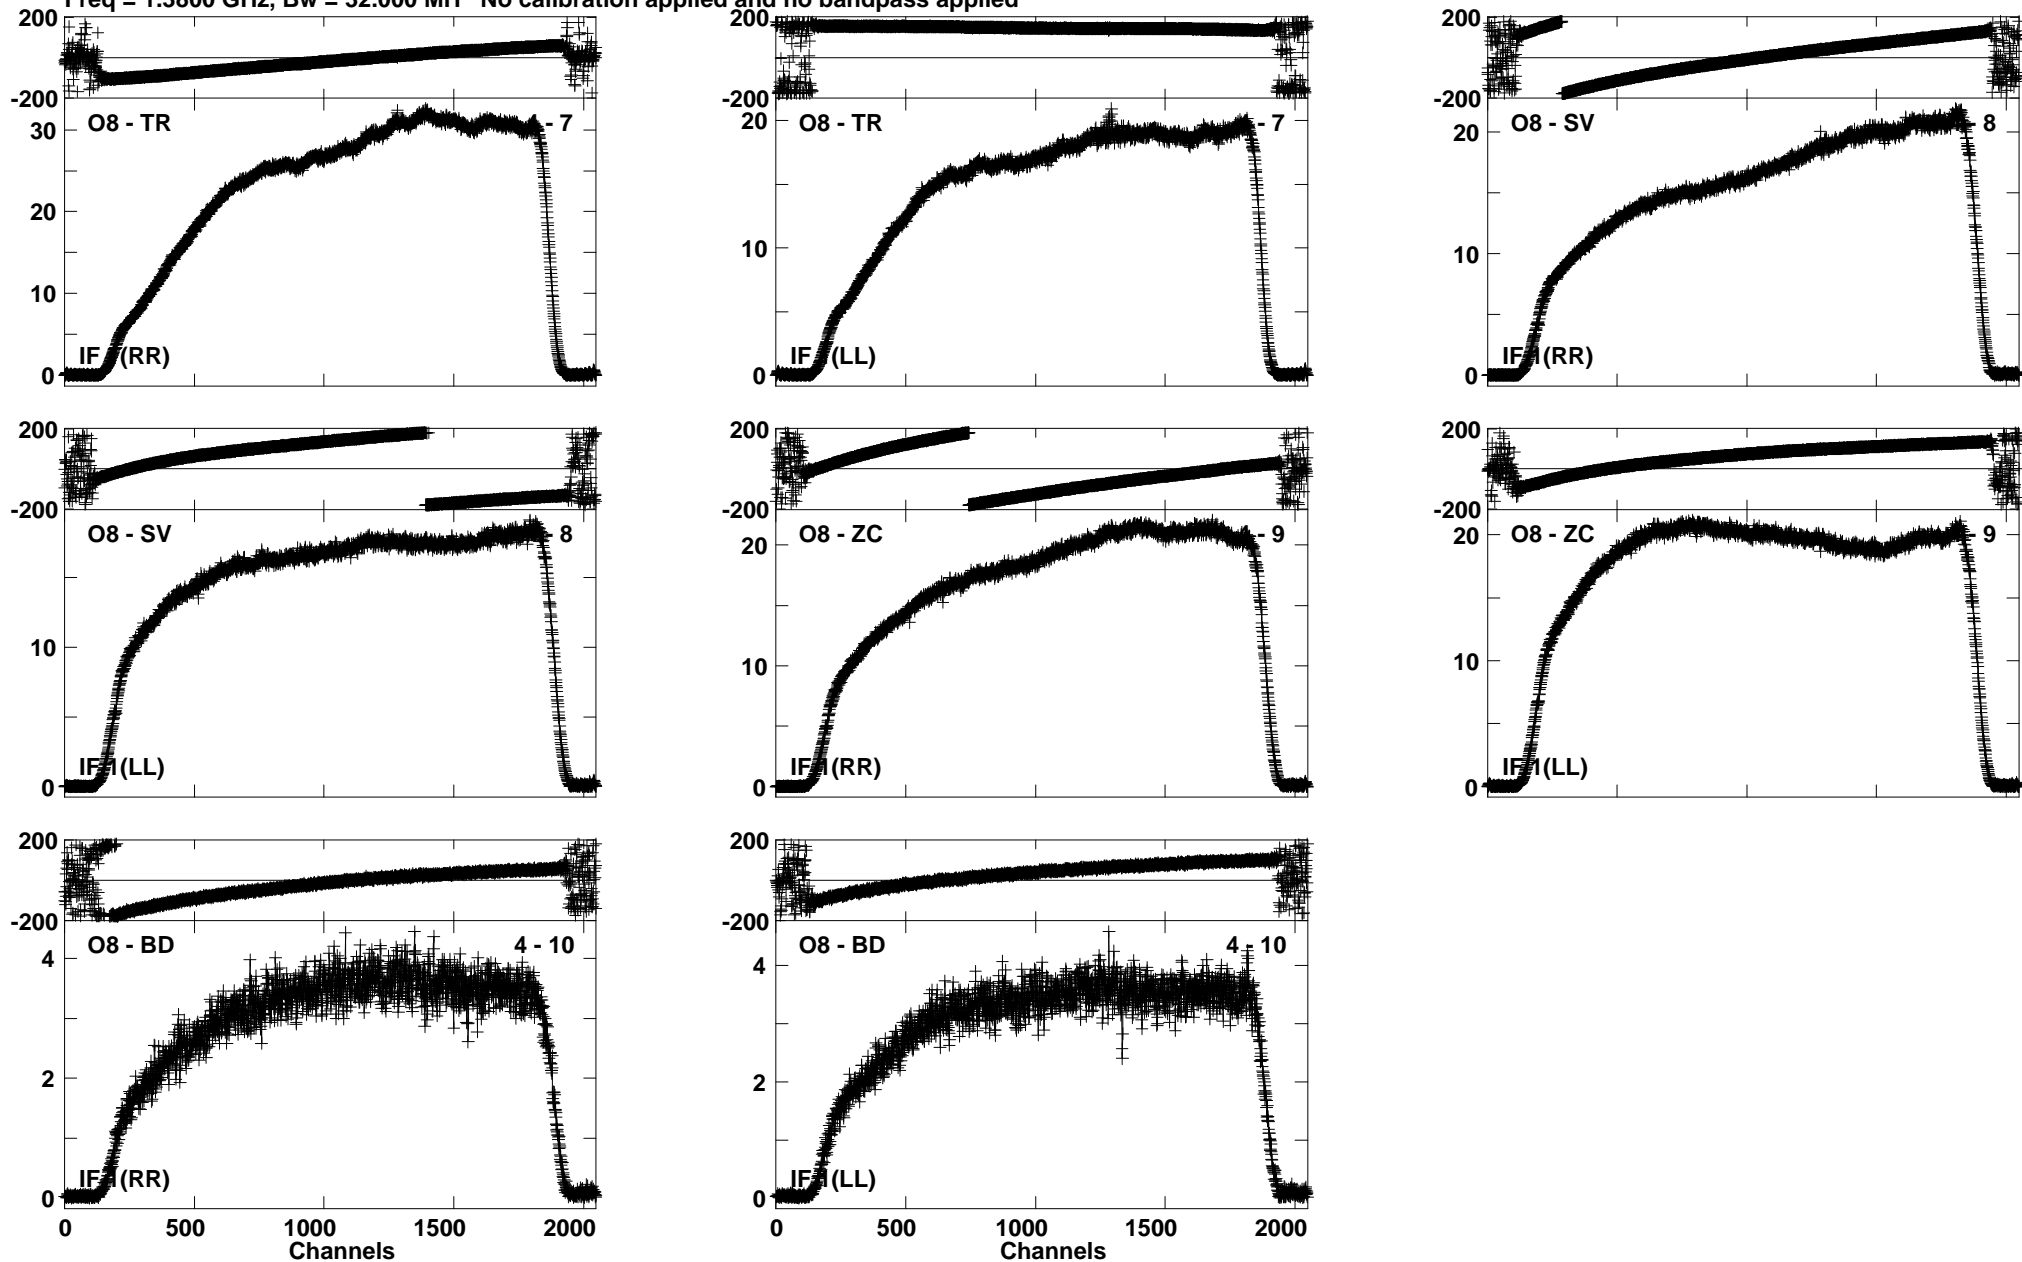 Freq = 1.3800 GHz, Bw = 32.000 MH No calibration applied and no bandpass applied
200
-200
O8 - TR
- 7
30
20
10
0
IF (RR)
200
-200
O8 - TR
- 7
20
10
0
IF (LL)
200
-200
O8 - SV
- 8
20
10
0
IF 1(RR)
200
-200
O8 - SV
- 8
10
0
IF 1(LL)
200
-200
O8 - ZC
- 9
20
10
0
IF 1(RR)
200
-200
O8 - ZC
- 9
20
10
0
IF 1(LL)
200
-200
O8 - BD
4 - 10
4
2
0
IF 1(RR)
0 500 1000 1500 2000
Channels
200
-200
O8 - BD
4 - 10
4
2
0
IF 1(LL)
0 500 1000 1500 2000
Channels